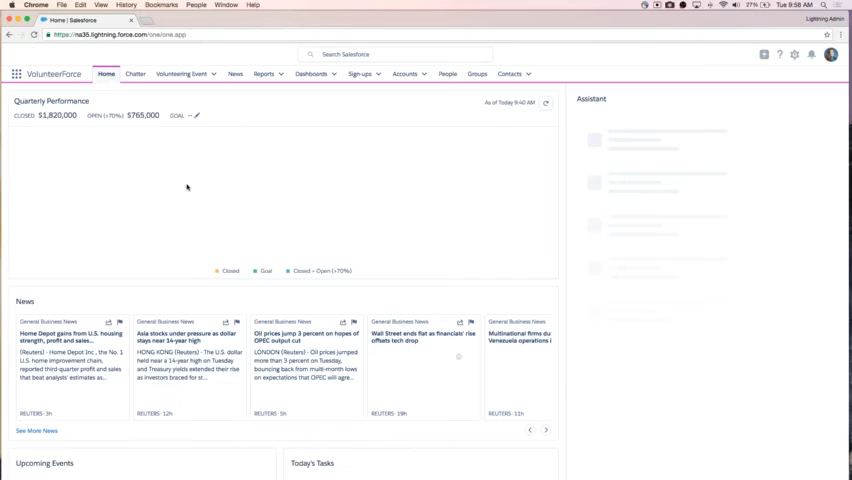 Chrome File Edit View History Bookmarks People Window Help
27% Tue 9:58 AM
Home | Salesforce
Lightning Admin
https://na35.lightning.force.com/one/one.app
Search Salesforce
VolunteerForce Home Chatter Volunteering Event News Reports Dashboards Sign-ups Accounts People Groups Contacts
Quarterly Performance
As of Today 9:40 AM
CLOSED $1,820,000 OPEN (>70%) $765,000 GOAL --
Assistant
Closed Goal Closed + Open (>70%)
News
General Business News
Home Depot gains from U.S. housing
strength, profit and sales...
(Reuters) - Home Depot Inc , the No. 1
U.S. home improvement chain,
reported third-quarter profit and sales
that beat analysts' estimates as...
REUTERS · 3h
General Business News
Asia stocks under pressure as dollar
stays near 14-year high
HONG KONG (Reuters) - The U.S. dollar
held near a 14-year high on Tuesday
and Treasury yields extended their rise
as investors braced for st...
REUTERS · 12h
General Business News
Oil prices jump 3 percent on hopes of
OPEC output cut
LONDON (Reuters) - Oil prices jumped
more than 3 percent on Tuesday,
bouncing back from multi-month lows
on expectations that OPEC will agre...
REUTERS · 5h
General Business News
Wall Street ends flat as financials' rise
offsets tech drop
REUTERS · 19h
General Business News
Multinational firms du
Venezuela operations i
REUTERS · 11h
See More News
Upcoming Events
Today's Tasks